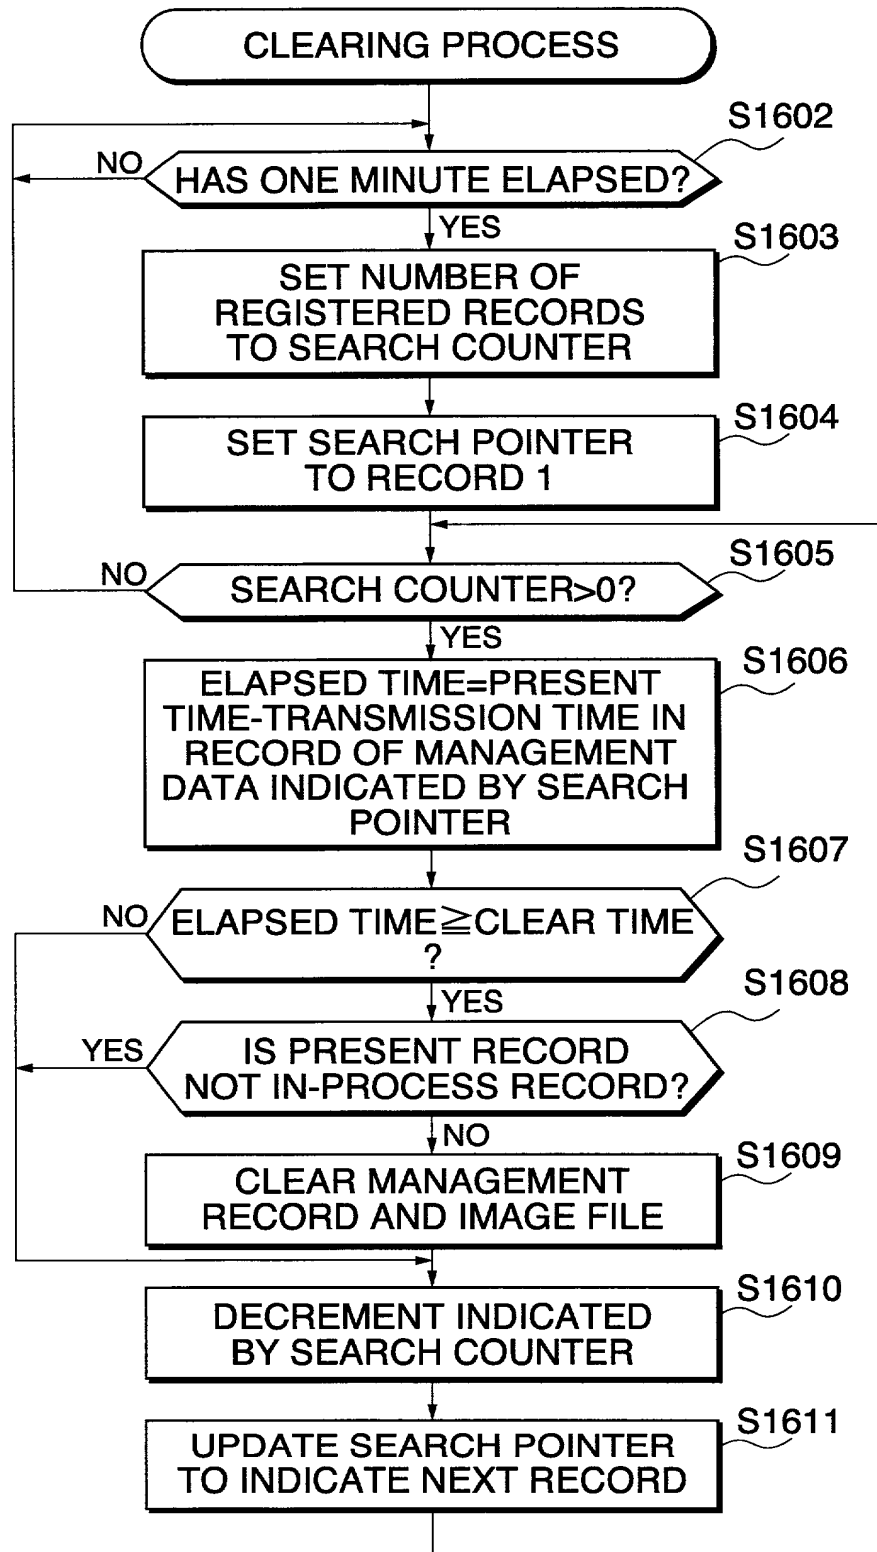 CLEARING PROCESS
S1602
NO
HAS ONE MINUTE ELAPSED?
YES
S1603
SET NUMBER OF
REGISTERED RECORDS
TO SEARCH COUNTER
S1604
SET SEARCH POINTER
TO RECORD 1
S1605
NO
SEARCH COUNTER>0?
YES
S1606
ELAPSED TIME=PRESENT
TIME-TRANSMISSION TIME IN
RECORD OF MANAGEMENT
DATA INDICATED BY SEARCH
POINTER
S1607
NO
ELAPSED TIME≧CLEAR TIME
?
YES
S1608
YES
IS PRESENT RECORD
NOT IN-PROCESS RECORD?
NO
S1609
CLEAR MANAGEMENT
RECORD AND IMAGE FILE
S1610
DECREMENT INDICATED
BY SEARCH COUNTER
S1611
UPDATE SEARCH POINTER
TO INDICATE NEXT RECORD